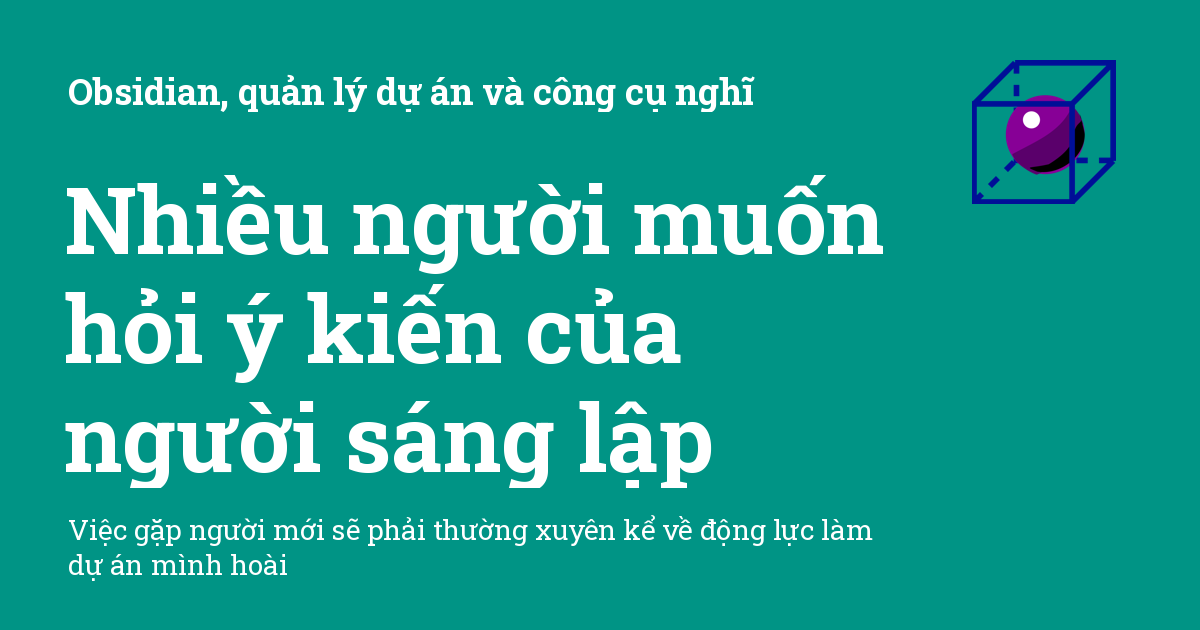 Obsidian, quản lý dự án và công cụ nghĩ
Nhiều người muốn
hỏi ý kiến của
người sáng lập
Việc gặp người mới sẽ phải thường xuyên kể về động lực làm
dự án mình hoài